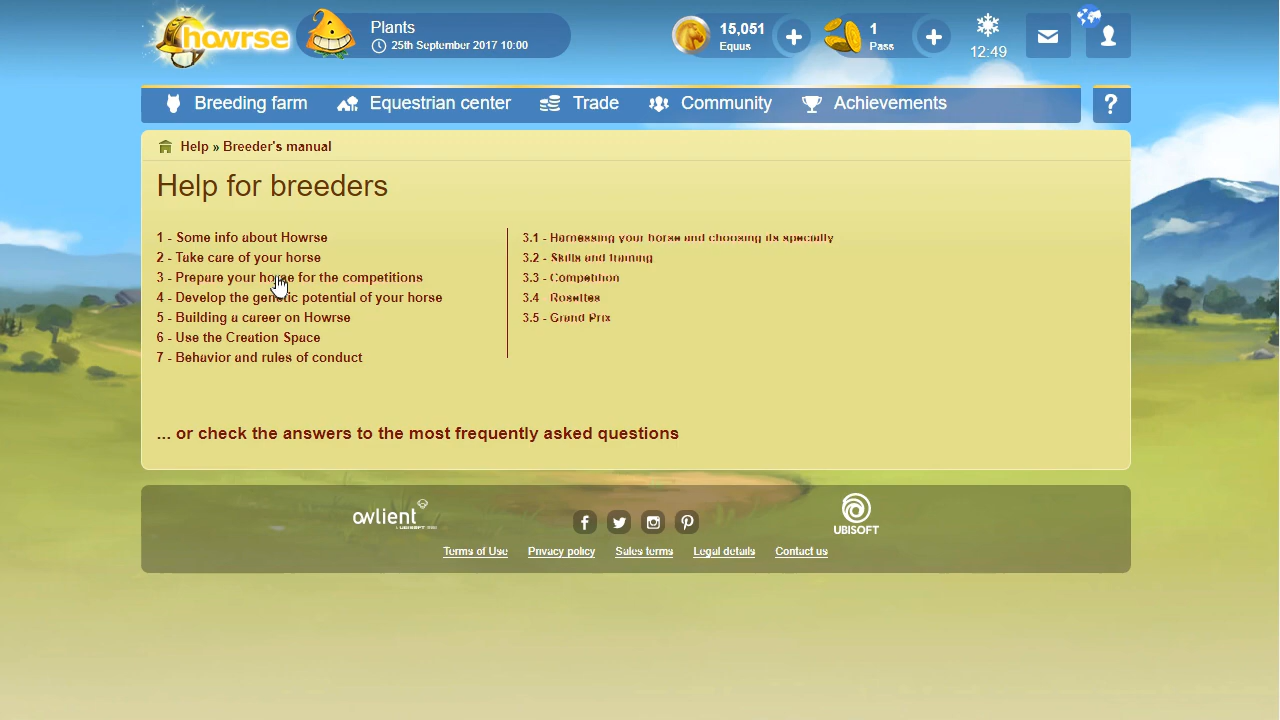 howrse
Plants
25th September 2017 10:00
15,051
Equus
1
Pass
12:49
Breeding farm
Equestrian center
Trade
Community
Achievements
?
Help » Breeder's manual
Help for breeders
1 - Some info about Howrse
2 - Take care of your horse
3 - Prepare your horse for the competitions
4 - Develop the genetic potential of your horse
5 - Building a career on Howrse
6 - Use the Creation Space
7 - Behavior and rules of conduct
3.1 - Harnessing your horse and choosing its specialty
3.2 - Skills and training
3.3 - Competition
3.4 - Rosettes
3.5 - Grand Prix
... or check the answers to the most frequently asked questions
owlient
UBISOFT
Terms of Use
Privacy policy
Sales terms
Legal details
Contact us